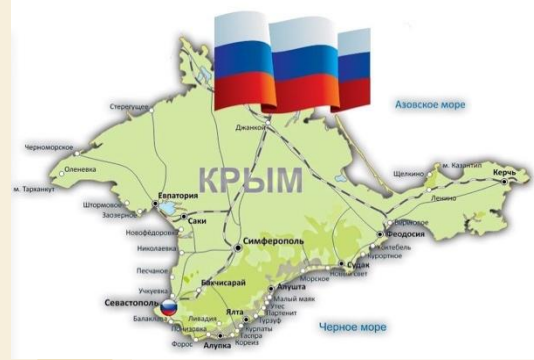 Азовское море
Стерегущее
Джанкой
Черноморское
Оленевка
м. Тарханкут
КРЫМ
Щелкино
м. Казантип
Керчь
Ленино
Штормовое
Заозерное
Евпатория
Саки
Новофёдоровка
Николаевка
Симферополь
Феодосия
Коктебель
Курортное
Судак
Новый свет
Морское
Песчаное
Учкуевка
Бахчисарай
Алушта
Малый маяк
Утес
Партенит
Гурзуф
Севастополь
Балаклава
Ливадия
Ялта
Понизовка
Курпаты
Гаспра
Кореиз
Форос
Алупка
Черное море